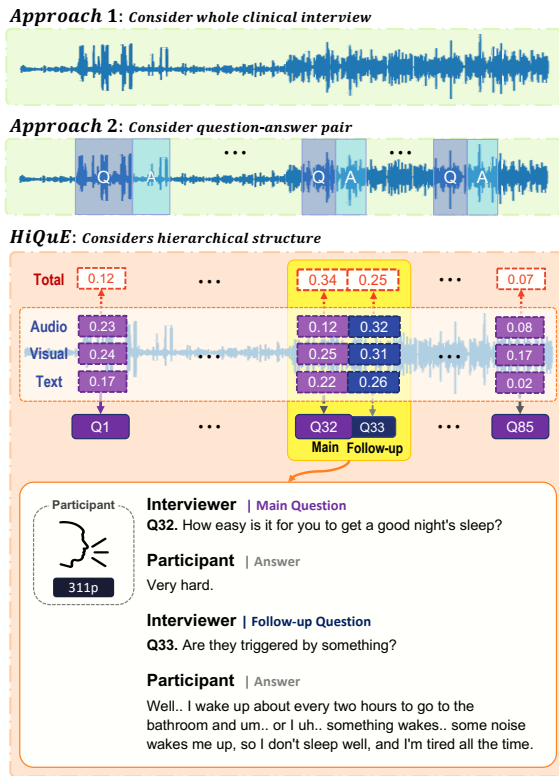 Approach 1: Consider whole clinical interview
Approach 2: Consider question-answer pair
... ...
Q A Q A Q A
HiQuE: Considers hierarchical structure
Total 0.12 ... 0.34 0.25 ... 0.07
Audio 0.23 0.12 0.32 0.08
Visual 0.24 ... 0.25 0.31 ... 0.17
Text 0.17 0.22 0.26 0.02
Q1 ... Q32 Q33 ... Q85
Main Follow-up
Participant
311p
Interviewer | Main Question
Q32. How easy is it for you to get a good night's sleep?
Participant | Answer
Very hard.
Interviewer | Follow-up Question
Q33. Are they triggered by something?
Participant | Answer
Well.. I wake up about every two hours to go to the
bathroom and um.. or I uh.. something wakes.. some noise
wakes me up, so I don't sleep well, and I'm tired all the time.